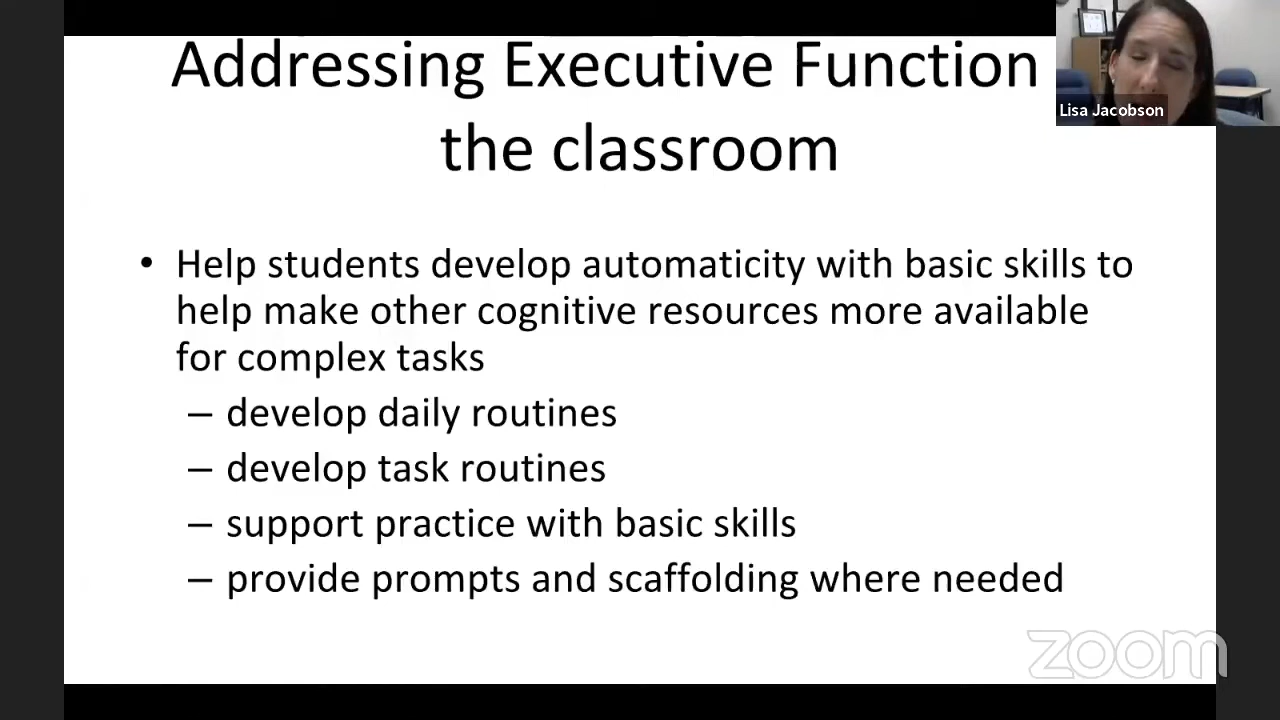 Addressing Executive Function
the classroom
Lisa Jacobson
• Help students develop automaticity with basic skills to
help make other cognitive resources more available
for complex tasks
– develop daily routines
– develop task routines
– support practice with basic skills
– provide prompts and scaffolding where needed
zoom